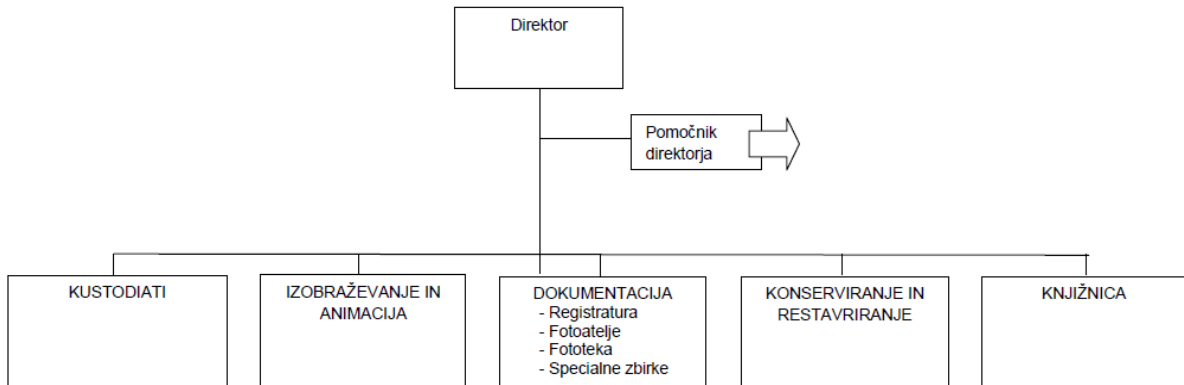 Direktor
Pomočnik
direktorja
KUSTODIATI
IZOBRAŽEVANJE IN
ANIMACIJA
DOKUMENTACIJA
- Registratura
- Fotoatelje
- Fototeka
- Specialne zbirke
KONSERVIRANJE IN
RESTAVRIRANJE
KNJIŽNICA